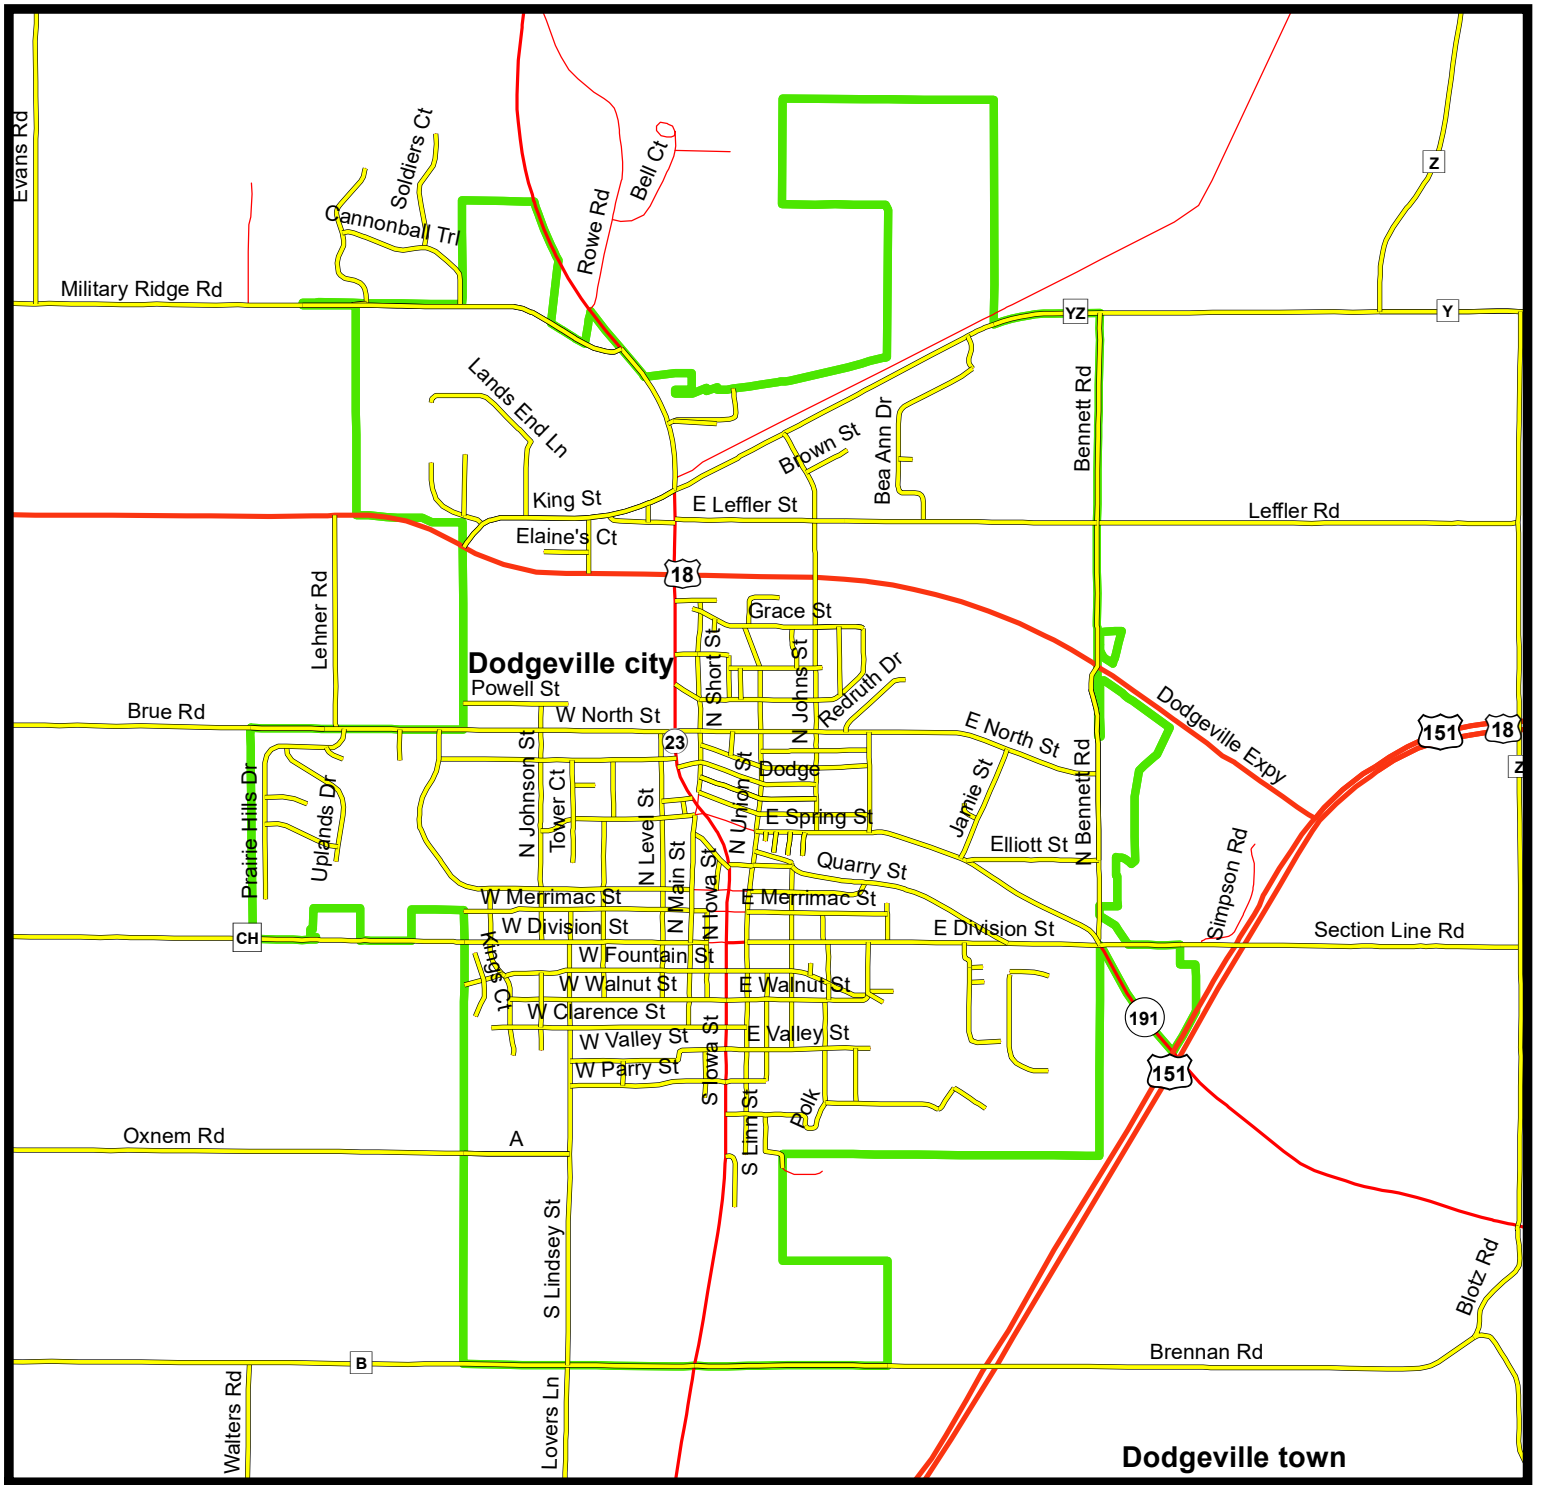 Evans Rd
Soldiers Ct
Cannonball Trl
Bell Ct
Rowe Rd
Z
Military Ridge Rd
YZ
Y
Lands End Ln
Bennett Rd
Brown St
Bea Ann Dr
King St
E Leffler St
Leffler Rd
Elaine's Ct
18
Lehner Rd
Grace St
Dodgeville city
N Short St
N Johns St
Redruth Dr
Powell St
Brue Rd
W North St
23
E North St
Dodgeville Expy
151
18
Z
Prairie Hills Dr
Uplands Dr
N Johnson St
Tower Ct
N Level St
N Union St
Dodge
E Spring St
Jamie St
N Bennett Rd
Elliott St
Quarry St
Simpson Rd
N Main St
N Iowa St
W Merrimac St
E Merrimac St
W Division St
E Division St
Section Line Rd
CH
Kings Ct
W Fountain St
W Walnut St
E Walnut St
W Clarence St
191
W Valley St
E Valley St
W Parry St
S Iowa St
151
Polk
S Linn St
Oxnem Rd
A
S Lindsey St
Blotz Rd
B
Brennan Rd
Walters Rd
Lovers Ln
Dodgeville town